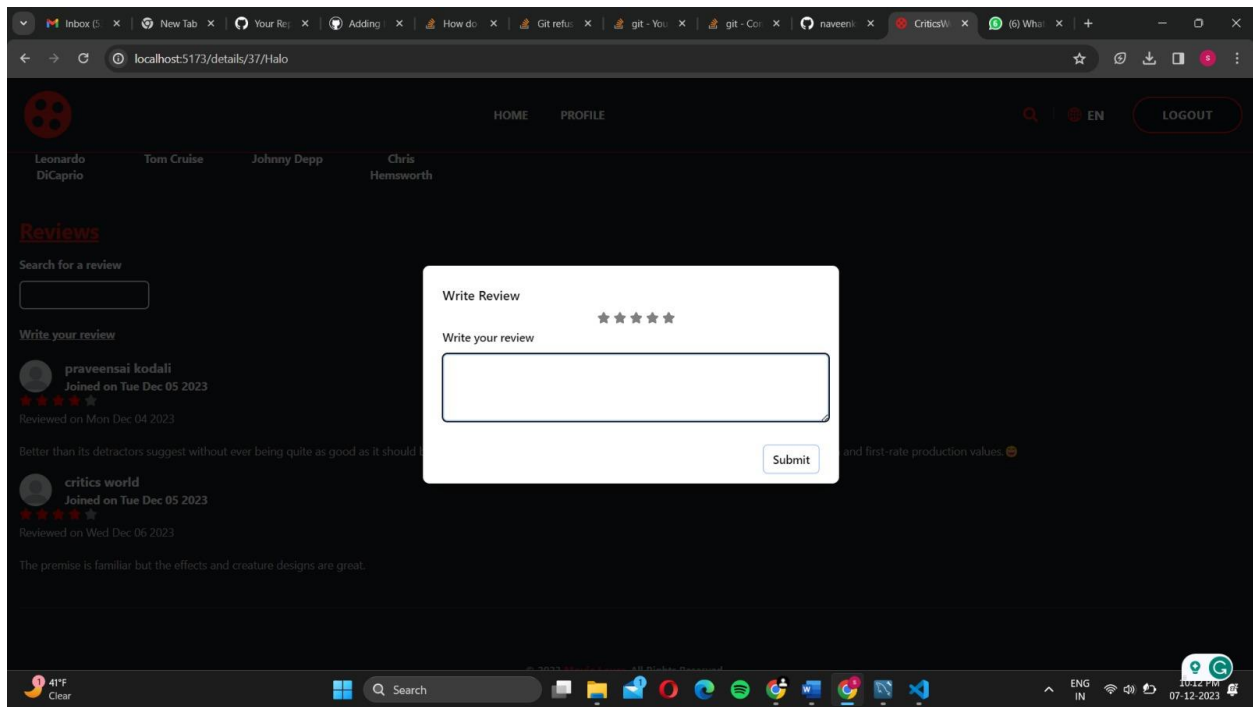 Inbox (5
New Tab
Your Rep
Adding
How do
Git refus
git - You
git - Con
naveenk
CriticsW
(6) What
localhost:5173/details/37/Halo
HOME
PROFILE
EN
LOGOUT
Leonardo DiCaprio
Tom Cruise
Johnny Depp
Chris Hemsworth
Reviews
Search for a review
Write your review
praveensai kodali
Joined on Tue Dec 05 2023
Reviewed on Mon Dec 04 2023
Better than its detractors suggest without ever being quite as good as it should
and first-rate production values.😄
critics world
Joined on Tue Dec 05 2023
Reviewed on Wed Dec 06 2023
The premise is familiar but the effects and creature designs are great.
Write Review
Write your review
Submit
1
41°F
Clear
Search
ENG
IN
10:12 PM
07-12-2023